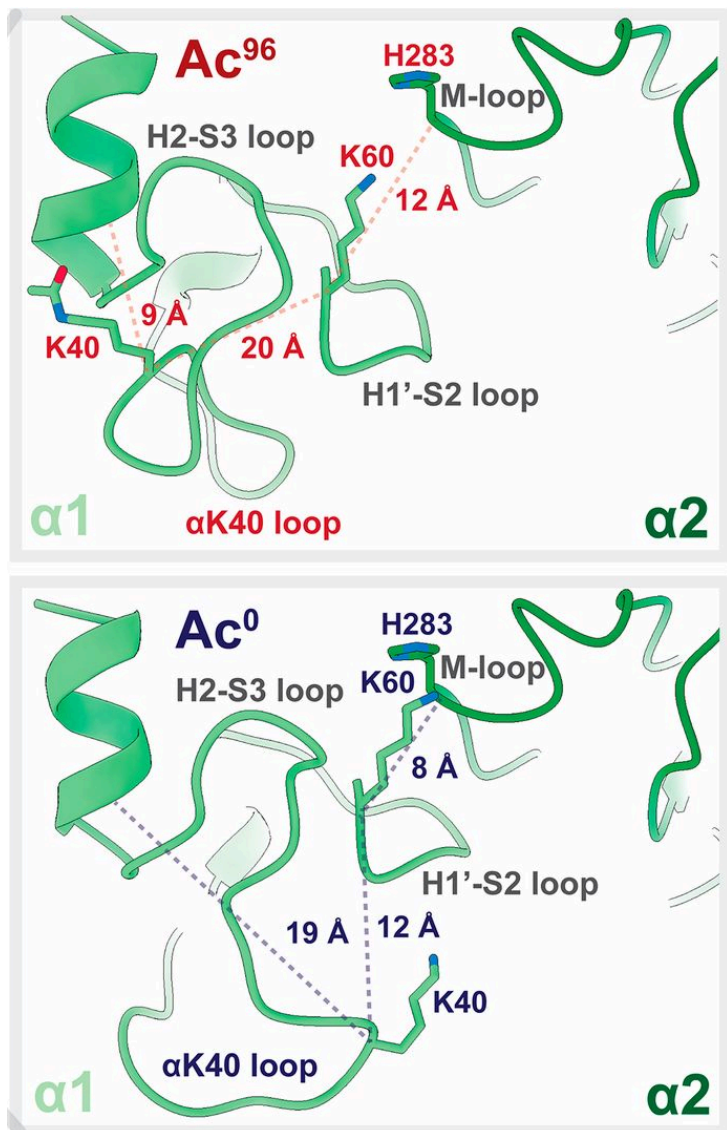 Ac⁹⁶
H283
M-loop
H2-S3 loop
K60
12 Å
9 Å
K40
20 Å
H1’-S2 loop
αK40 loop
α1
α2
Ac⁰
H283
M-loop
K60
H2-S3 loop
8 Å
H1’-S2 loop
19 Å
12 Å
K40
αK40 loop
α1
α2